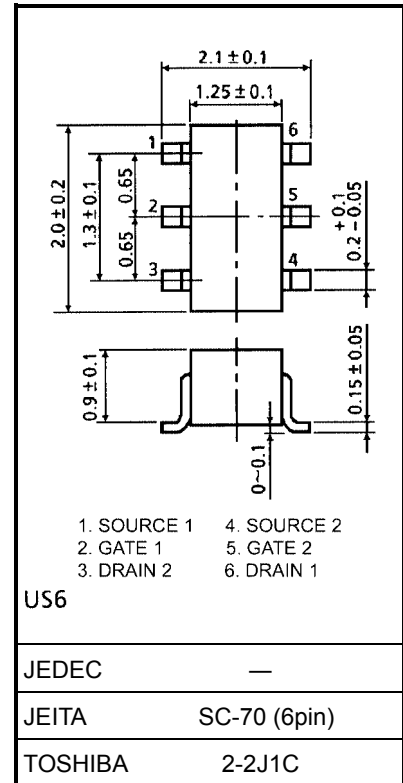 2.1±0.1
1.25±0.1
1
6
2.0±0.2
1.3±0.1
0.65
2
5
0.65
+0.1
0.2-0.05
3
4
0.9±0.1
0.15±0.05
0~0.1
1. SOURCE 1 4. SOURCE 2
2. GATE 1 5. GATE 2
3. DRAIN 2 6. DRAIN 1
US6
JEDEC —
JEITA SC-70 (6pin)
TOSHIBA 2-2J1C